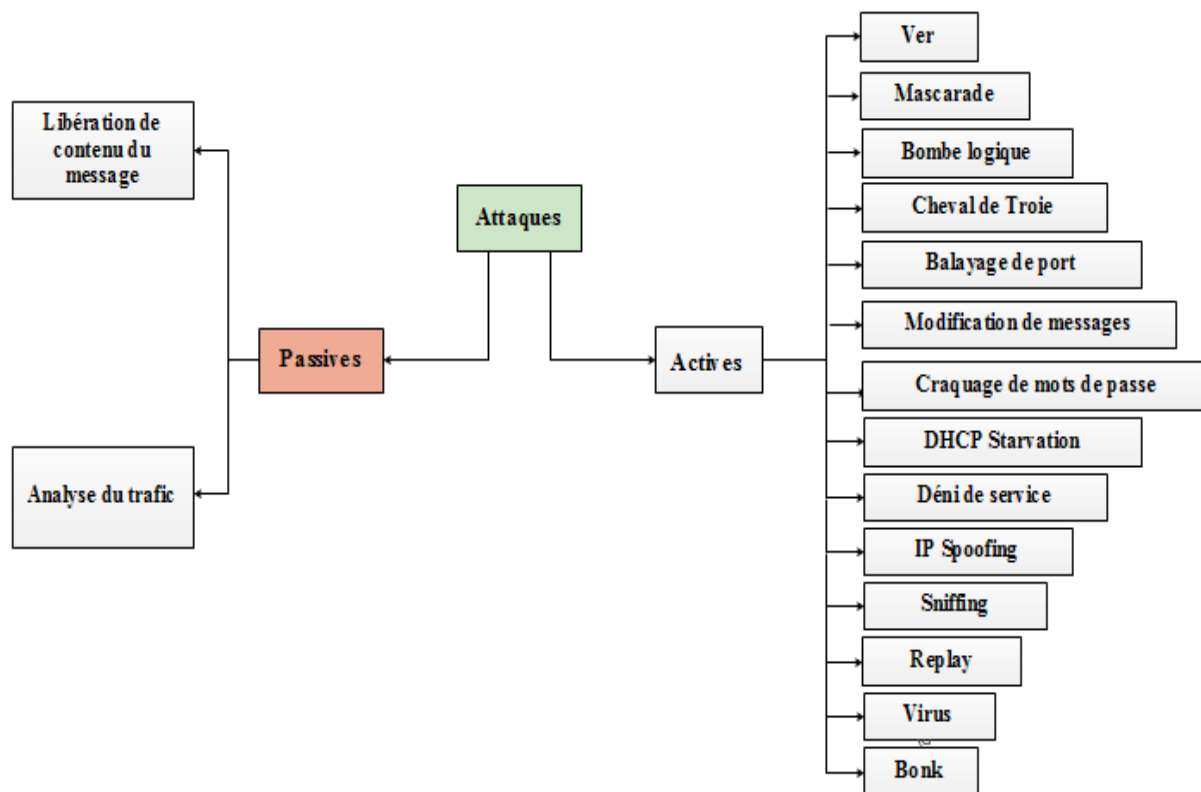 Attaques
Passives
Libération de
contenu du
message
Analyse du trafic
Actives
Ver
Mascarade
Bombe logique
Cheval de Troie
Balayage de port
Modification de messages
Craquage de mots de passe
DHCP Starvation
Déni de service
IP Spoofing
Sniffing
Replay
Virus
Bonk